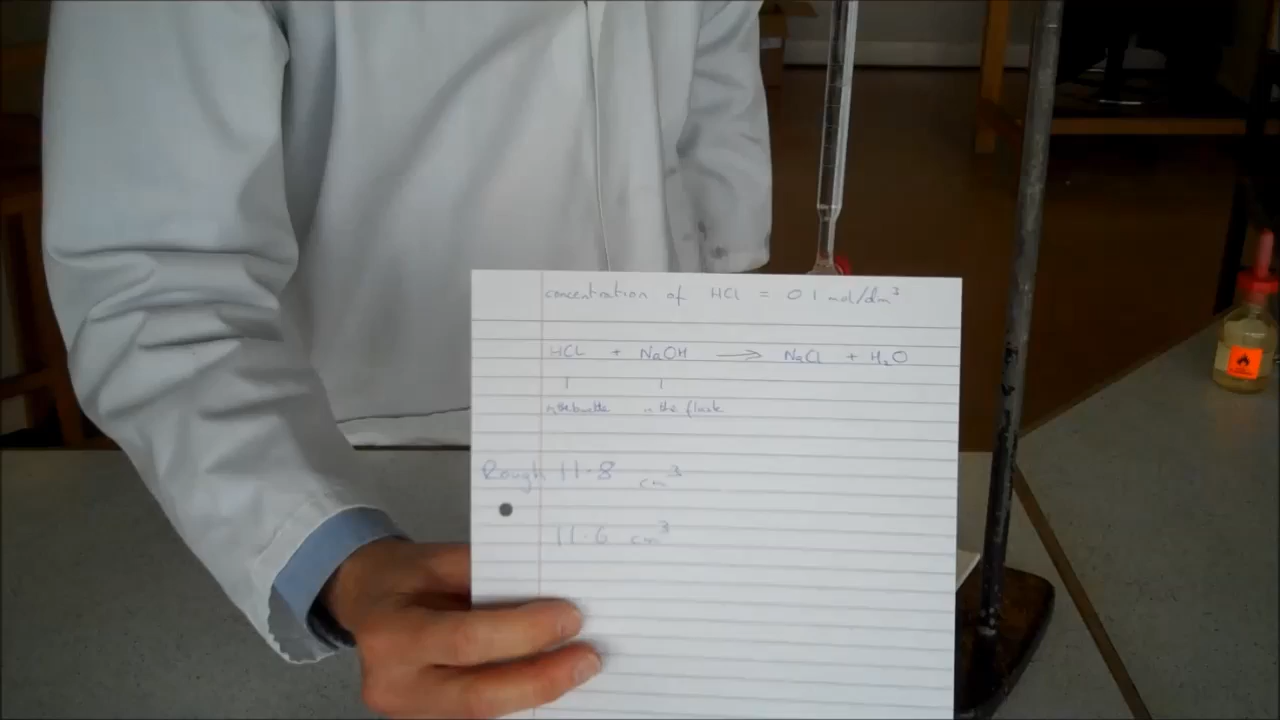 concentration of HCl = 0.1 mol/dm³
HCl + NaOH → NaCl + H₂O
in the burette in the flask
Rough 11.8 cm³
11.6 cm³